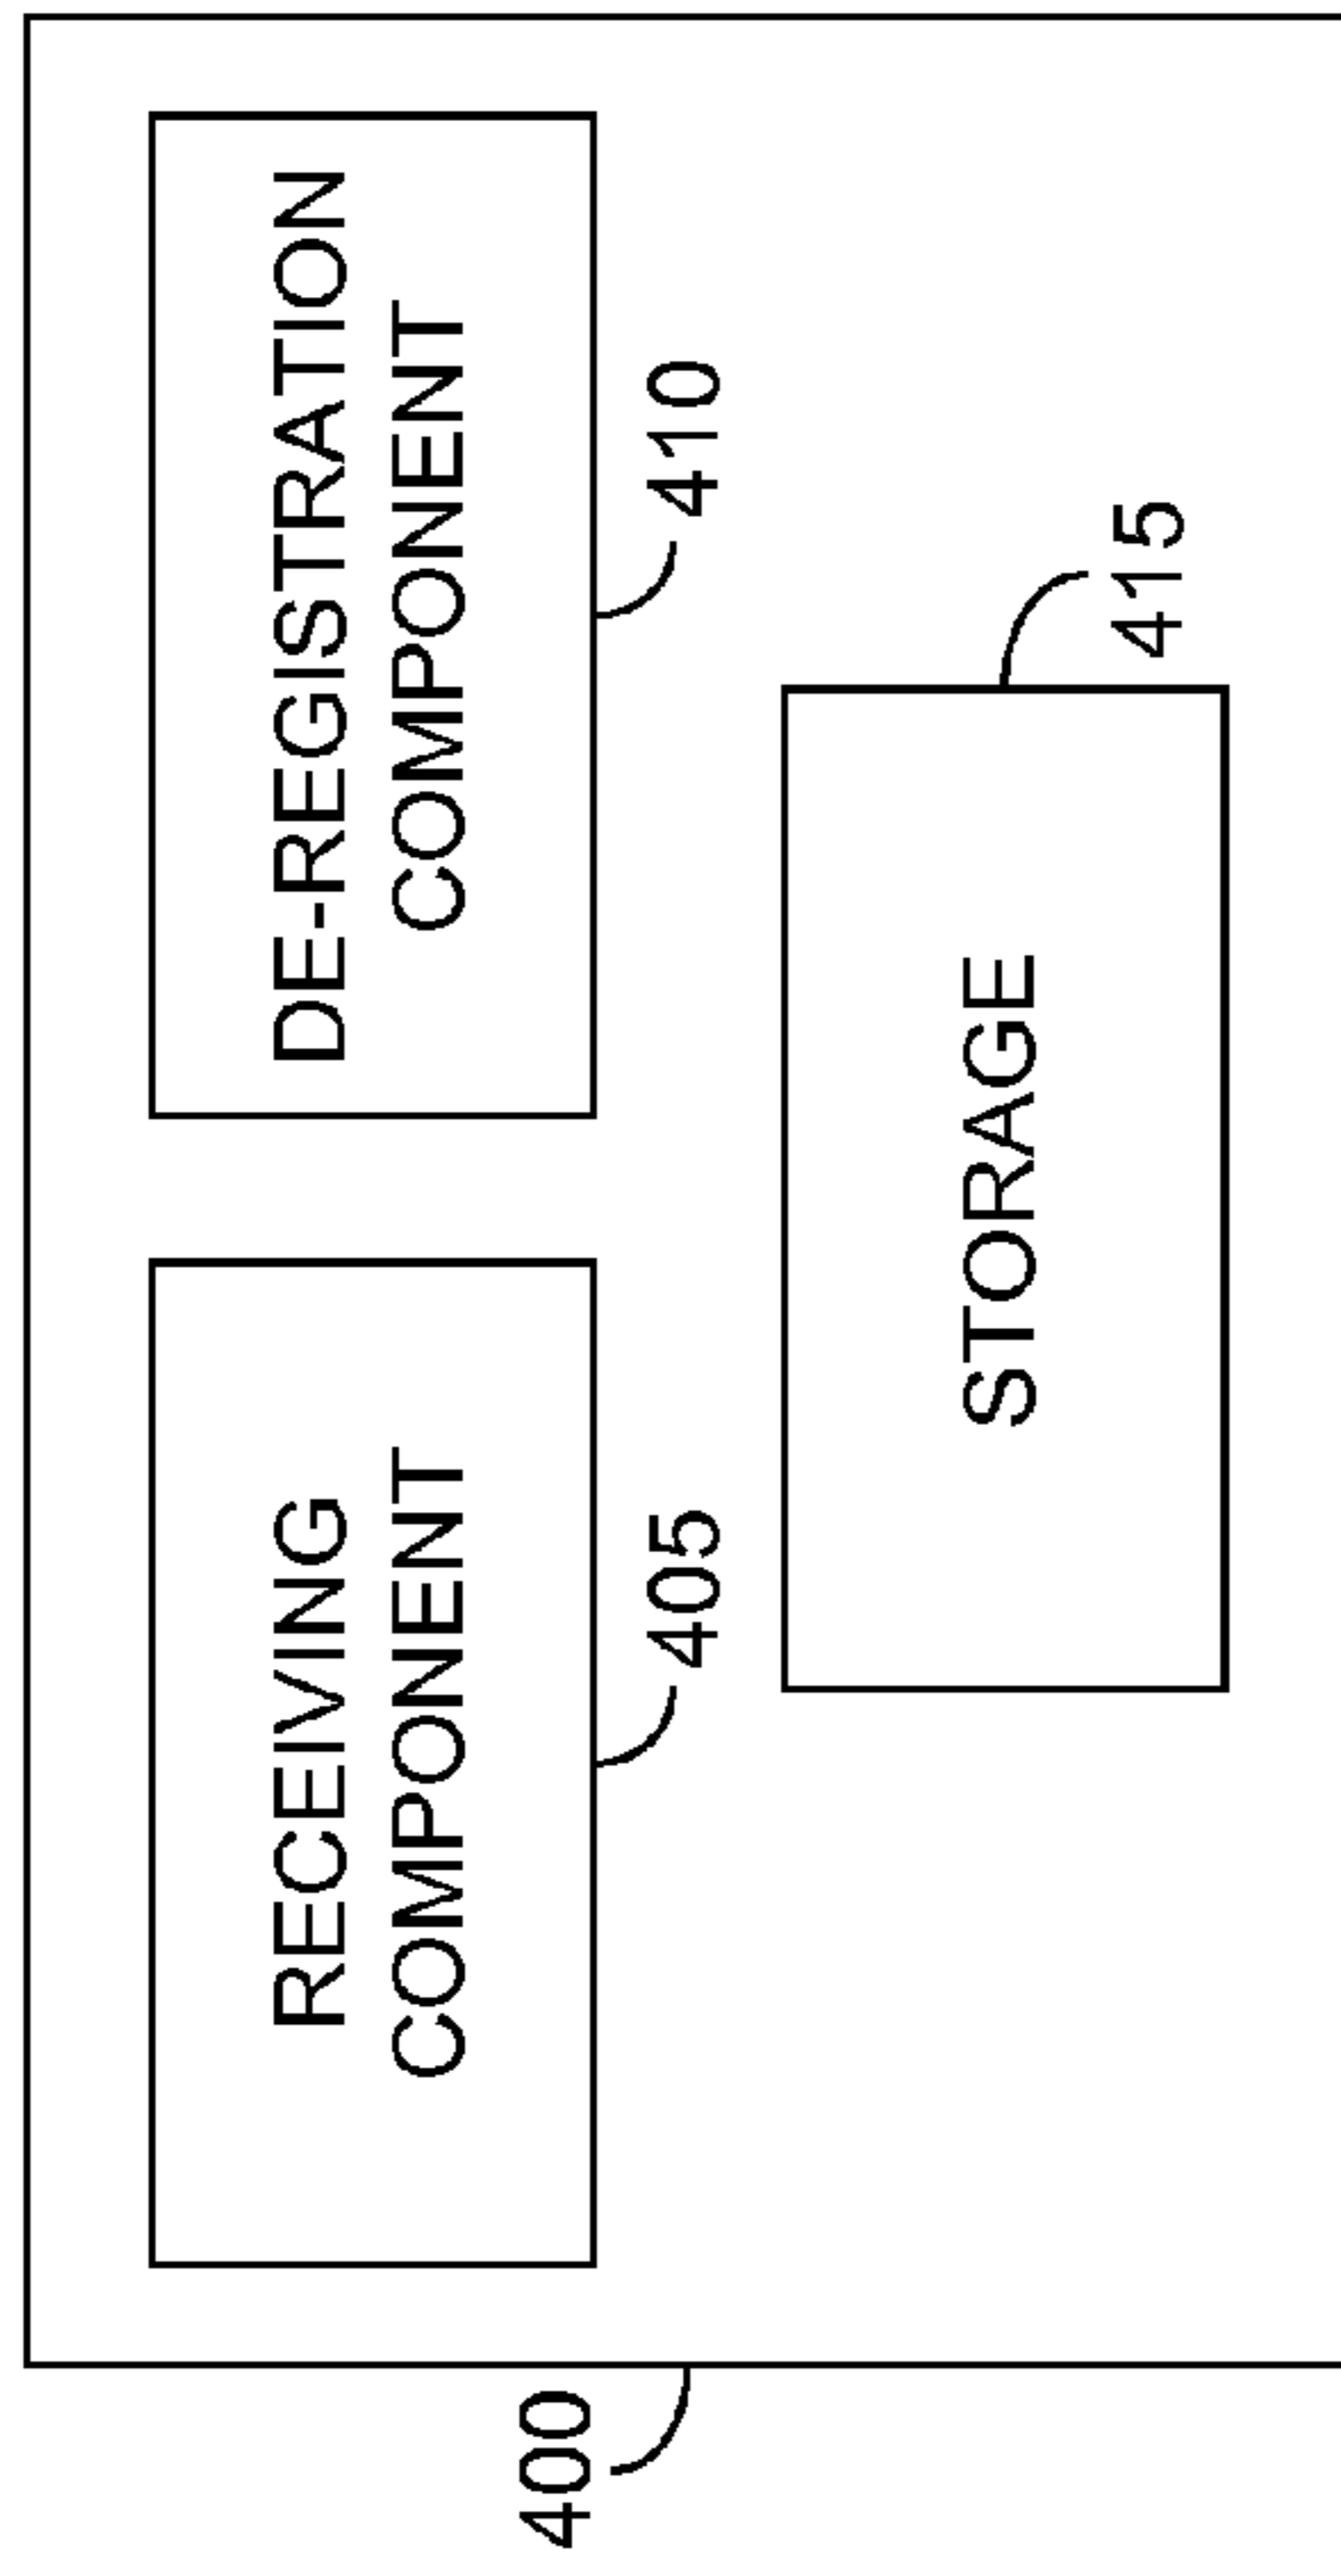 RECEIVING
COMPONENT
405
DE-REGISTRATION
COMPONENT
410
400
STORAGE
415